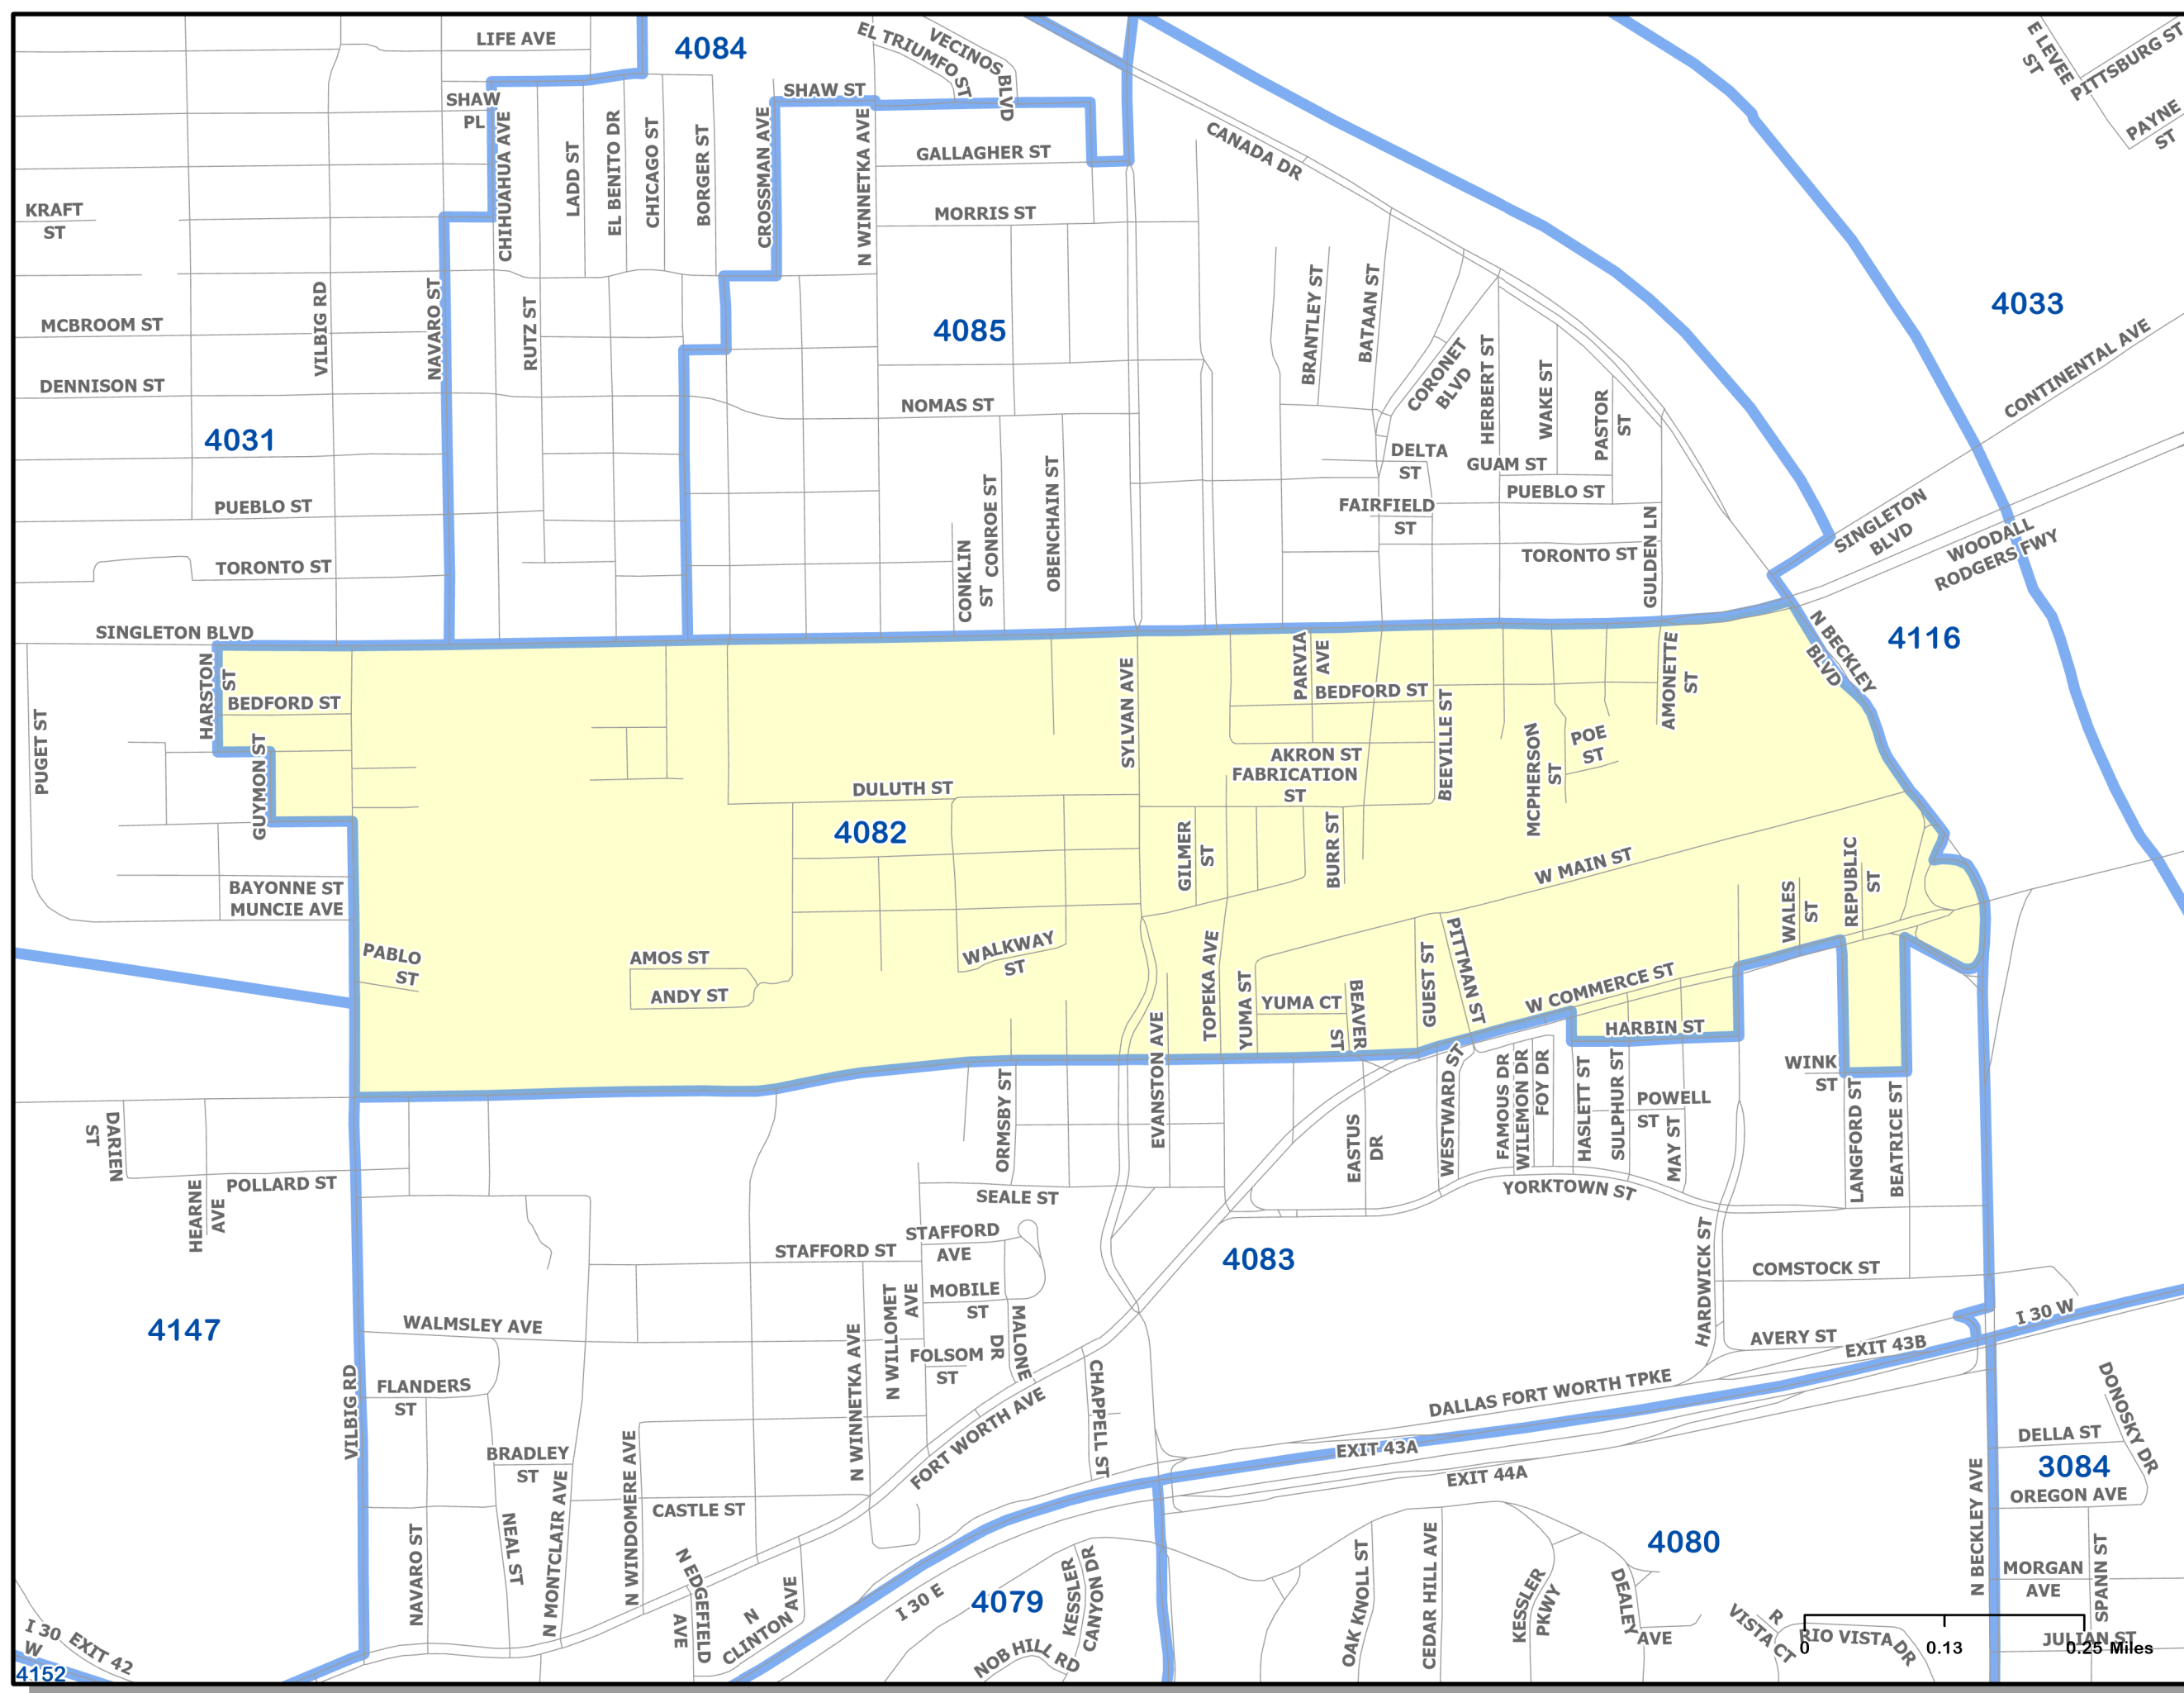 LIFE AVE
4084
EL TRIUMFO ST
VECINOS BLVD
E LEVEE ST
PITTSBURG ST
PAYNE ST
SHAW PL
SHAW ST
CHIHUAHUA AVE
LADD ST
EL BENITO DR
CHICAGO ST
BORGER ST
CROSSMAN AVE
N WINNETKA AVE
GALLAGHER ST
CANADA DR
KRAFT ST
MORRIS ST
VILBIG RD
NAVARO ST
RUTZ ST
MCBROOM ST
4085
4033
BRANTLEY ST
BATAAN ST
CORONET BLVD
HERBERT ST
WAKE ST
PASTOR ST
CONTINENTAL AVE
DENNISON ST
NOMAS ST
4031
DELTA ST
GUAM ST
PUEBLO ST
PUEBLO ST
FAIRFIELD ST
CONKLIN ST
CONROE ST
OBENCHAIN ST
TORONTO ST
TORONTO ST
GULDEN LN
SINGLETON BLVD
WOODALL RODGERS FWY
SINGLETON BLVD
N BECKLEY BLVD
4116
HARSTON ST
BEDFORD ST
PUGET ST
GUYMON ST
SYLVAN AVE
PARVIA AVE
BEDFORD ST
BEEVILLE ST
AMONETTE ST
MCPHERSON ST
POE ST
AKRON ST
FABRICATION ST
DULUTH ST
4082
GILMER ST
BURR ST
W MAIN ST
REPUBLIC ST
WALES ST
BAYONNE ST
MUNCIE AVE
PABLO ST
AMOS ST
ANDY ST
WALKWAY ST
TOPEKA AVE
YUMA ST
YUMA CT
BEAVER ST
GUEST ST
PITTMAN ST
W COMMERCE ST
HARBIN ST
EVANSTON AVE
ORMSBY ST
DARIEN ST
HEARNE AVE
POLLARD ST
SEALE ST
EASTUS DR
WESTWARD ST
FAMOUS DR
WILEMON DR
FOY DR
HASLETT ST
SULPHUR ST
POWELL ST
MAY ST
WINK ST
LANGFORD ST
BEATRICE ST
YORKTOWN ST
STAFFORD ST
STAFFORD AVE
MOBILE ST
MALONE DR
4083
HARDWICK ST
COMSTOCK ST
4147
WALMSLEY AVE
N WILLOMET AVE
FOLSOM ST
N WINNETKA AVE
AVERY ST
EXIT 43B
I 30 W
FLANDERS ST
VILBIG RD
CHAPPELL ST
FORT WORTH AVE
DALLAS FORT WORTH TPKE
EXIT 43A
EXIT 44A
DONOSKY DR
DELLA ST
3084
OREGON AVE
N BECKLEY AVE
BRADLEY ST
CASTLE ST
NAVARO ST
NEAL ST
N MONTCLAIR AVE
N WINDOMERE AVE
N EDGEFIELD AVE
N CLINTON AVE
I 30 E
4079
KESSLER CANYON DR
NOB HILL RD
OAK KNOLL ST
CEDAR HILL AVE
KESSLER PKWY
4080
DEALEY AVE
MORGAN AVE
SPANN ST
R VISTA CT
RIO VISTA DR
JULIAN ST
I 30 W
EXIT 42
4152
0 0.13 0.25 Miles